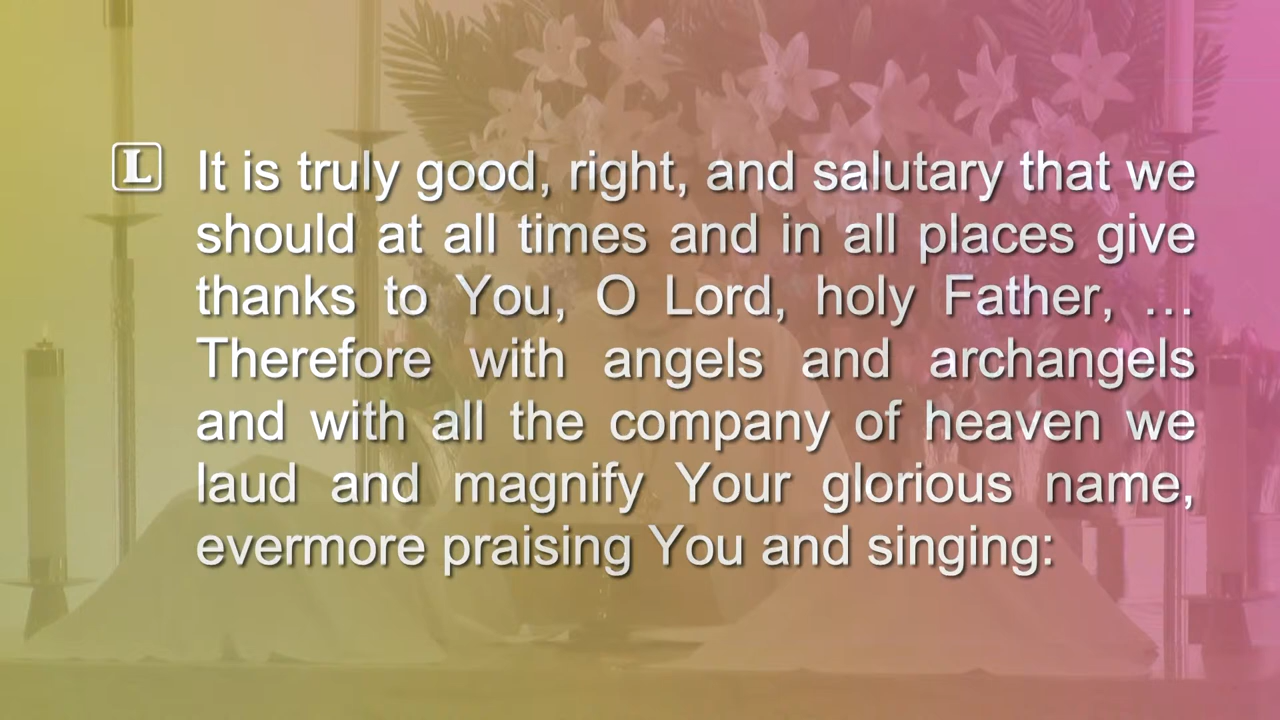 L It is truly good, right, and salutary that we
should at all times and in all places give
thanks to You, O Lord, holy Father, …
Therefore with angels and archangels
and with all the company of heaven we
laud and magnify Your glorious name,
evermore praising You and singing: